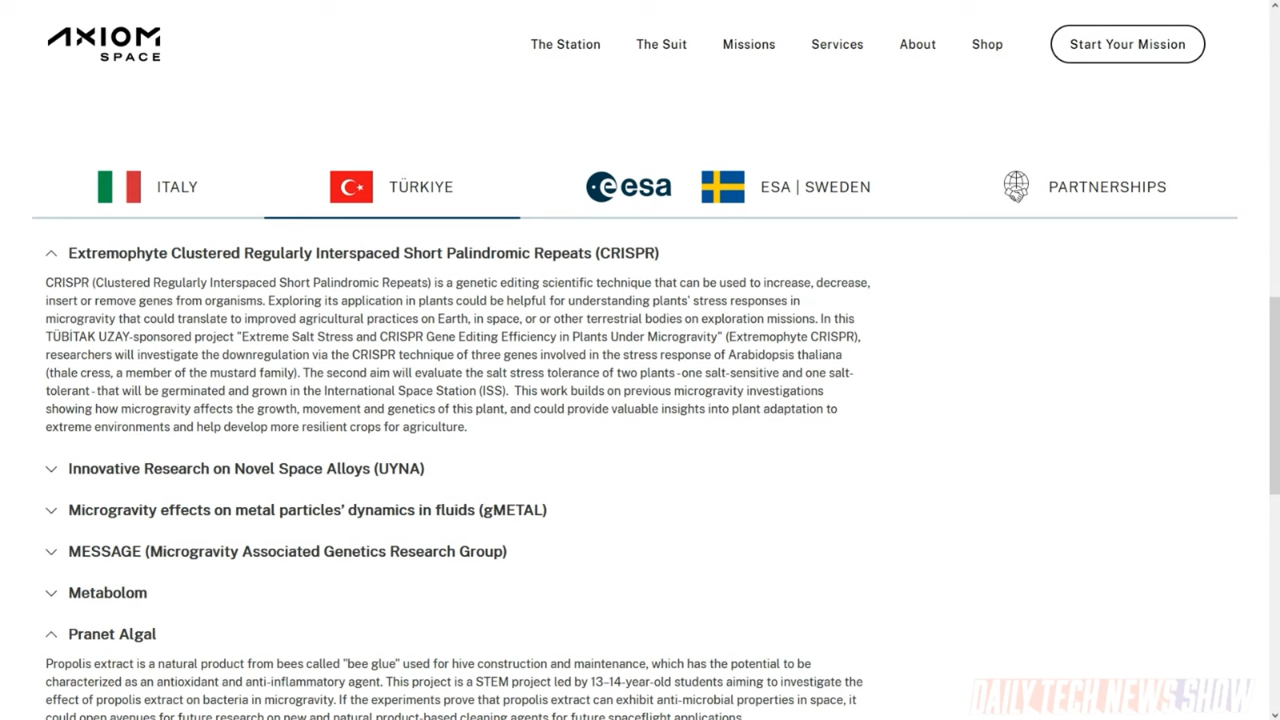 AXIOM
SPACE
The Station
The Suit
Missions
Services
About
Shop
Start Your Mission
ITALY
TÜRKIYE
esa
ESA | SWEDEN
PARTNERSHIPS
Extremophyte Clustered Regularly Interspaced Short Palindromic Repeats (CRISPR)
CRISPR (Clustered Regularly Interspaced Short Palindromic Repeats) is a genetic editing scientific technique that can be used to increase, decrease,
insert or remove genes from organisms. Exploring its application in plants could be helpful for understanding plants' stress responses in
microgravity that could translate to improved agricultural practices on Earth, in space, or or other terrestrial bodies on exploration missions. In this
TÜBITAK UZAY-sponsored project "Extreme Salt Stress and CRISPR Gene Editing Efficiency in Plants Under Microgravity" (Extremophyte CRISPR),
researchers will investigate the downregulation via the CRISPR technique of three genes involved in the stress response of Arabidopsis thaliana
(thale cress, a member of the mustard family). The second aim will evaluate the salt stress tolerance of two plants - one salt-sensitive and one salt-
tolerant - that will be germinated and grown in the International Space Station (ISS). This work builds on previous microgravity investigations
showing how microgravity affects the growth, movement and genetics of this plant, and could provide valuable insights into plant adaptation to
extreme environments and help develop more resilient crops for agriculture.
Innovative Research on Novel Space Alloys (UYNA)
Microgravity effects on metal particles' dynamics in fluids (gMETAL)
MESSAGE (Microgravity Associated Genetics Research Group)
Metabolom
Pranet Algal
Propolis extract is a natural product from bees called "bee glue" used for hive construction and maintenance, which has the potential to be
characterized as an antioxidant and anti-inflammatory agent. This project is a STEM project led by 13-14-year-old students aiming to investigate the
effect of propolis extract on bacteria in microgravity. If the experiments prove that propolis extract can exhibit anti-microbial properties in space, it
could open avenues for future research on new and natural product-based cleaning agents for future spaceflight applications.
DAILY TECH NEWS SHOW